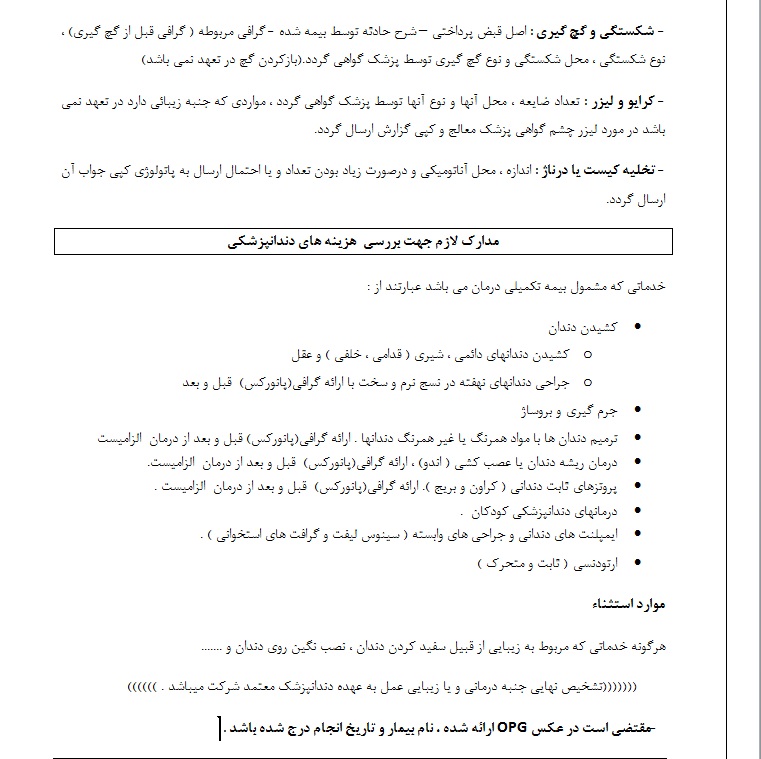 - شکستگی و گچ گیری : اصل قبض پرداختی – شرح حادثه توسط بیمه شده - گرافی مربوطه ( گرافی قبل از گچ گیری) ،
نوع شکستگی ، محل شکستگی و نوع گچ گیری توسط پزشک گواهی گردد.(بازکردن گچ در تعهد نمی باشد)
- کرایو و لیزر : تعداد ضایعه ، محل آنها و نوع آنها توسط پزشک گواهی گردد ، مواردی که جنبه زیبائی دارد در تعهد نمی
باشد در مورد لیزر چشم گواهی پزشک معالج و کپی گزارش ارسال گردد.
- تخلیه کیست یا درناژ : اندازه ، محل آناتومیکی و درصورت زیاد بودن تعداد و یا احتمال ارسال به پاتولوژی کپی جواب آن
ارسال گردد.
مدارک لازم جهت بررسی هزینه های دندانپزشکی
خدماتی که مشمول بیمه تکمیلی درمان می باشد عبارتند از :
• کشیدن دندان
o کشیدن دندانهای دائمی ، شیری ( قدامی ، خلفی ) و عقل
o جراحی دندانهای نهفته در نسج نرم و سخت با ارائه گرافی(پانورکس) قبل و بعد
• جرم گیری و بروساژ
• ترمیم دندان ها با مواد همرنگ یا غیر همرنگ دندانها . ارائه گرافی(پانورکس) قبل و بعد از درمان الزامیست
• درمان ریشه دندان یا عصب کشی ( اندو) ، ارائه گرافی(پانورکس) قبل و بعد از درمان الزامیست.
• پروتزهای ثابت دندانی ( کراون و بریج ). ارائه گرافی(پانورکس) قبل و بعد از درمان الزامیست .
• درمانهای دندانپزشکی کودکان .
• ایمپلنت های دندانی و جراحی های وابسته ( سینوس لیفت و گرافت های استخوانی ) .
• ارتودنسی ( ثابت و متحرک )
موارد استثناء
هرگونه خدماتی که مربوط به زیبایی از قبیل سفید کردن دندان ، نصب نگین روی دندان و .......
(((((((تشخیص نهایی جنبه درمانی و یا زیبایی عمل به عهده دندانپزشک معتمد شرکت میباشد . ))))))
-مقتضی است در عکس OPG ارائه شده ، نام بیمار و تاریخ انجام درج شده باشد .